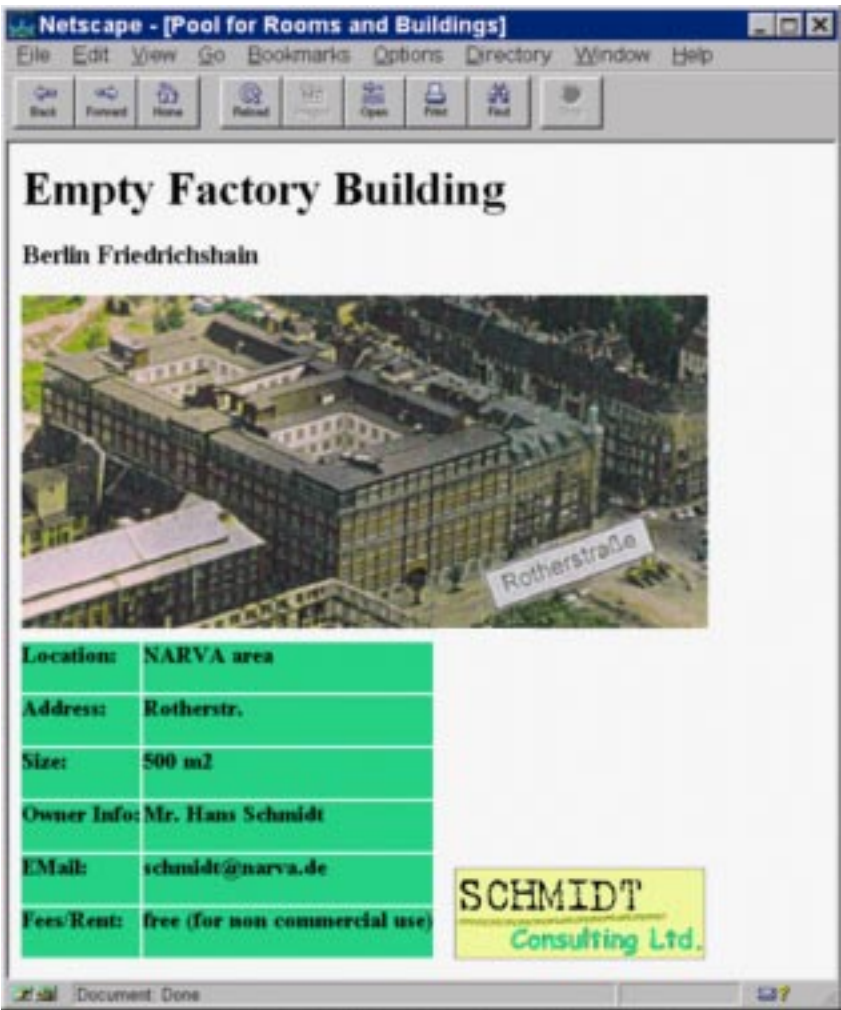 Netscape - [Pool for Rooms and Buildings]
File Edit View Go Bookmarks Options Directory Window Help
Back Forward Home Reload Open Print Find
Empty Factory Building
Berlin Friedrichshain
Rotherstraße
Location: NARVA area
Address: Rotherstr.
Size: 500 m2
Owner Info: Mr. Hans Schmidt
EMail: schmidt@narva.de
Fees/Rent: free (for non commercial use)
SCHMIDT
Consulting Ltd.
Document: Done